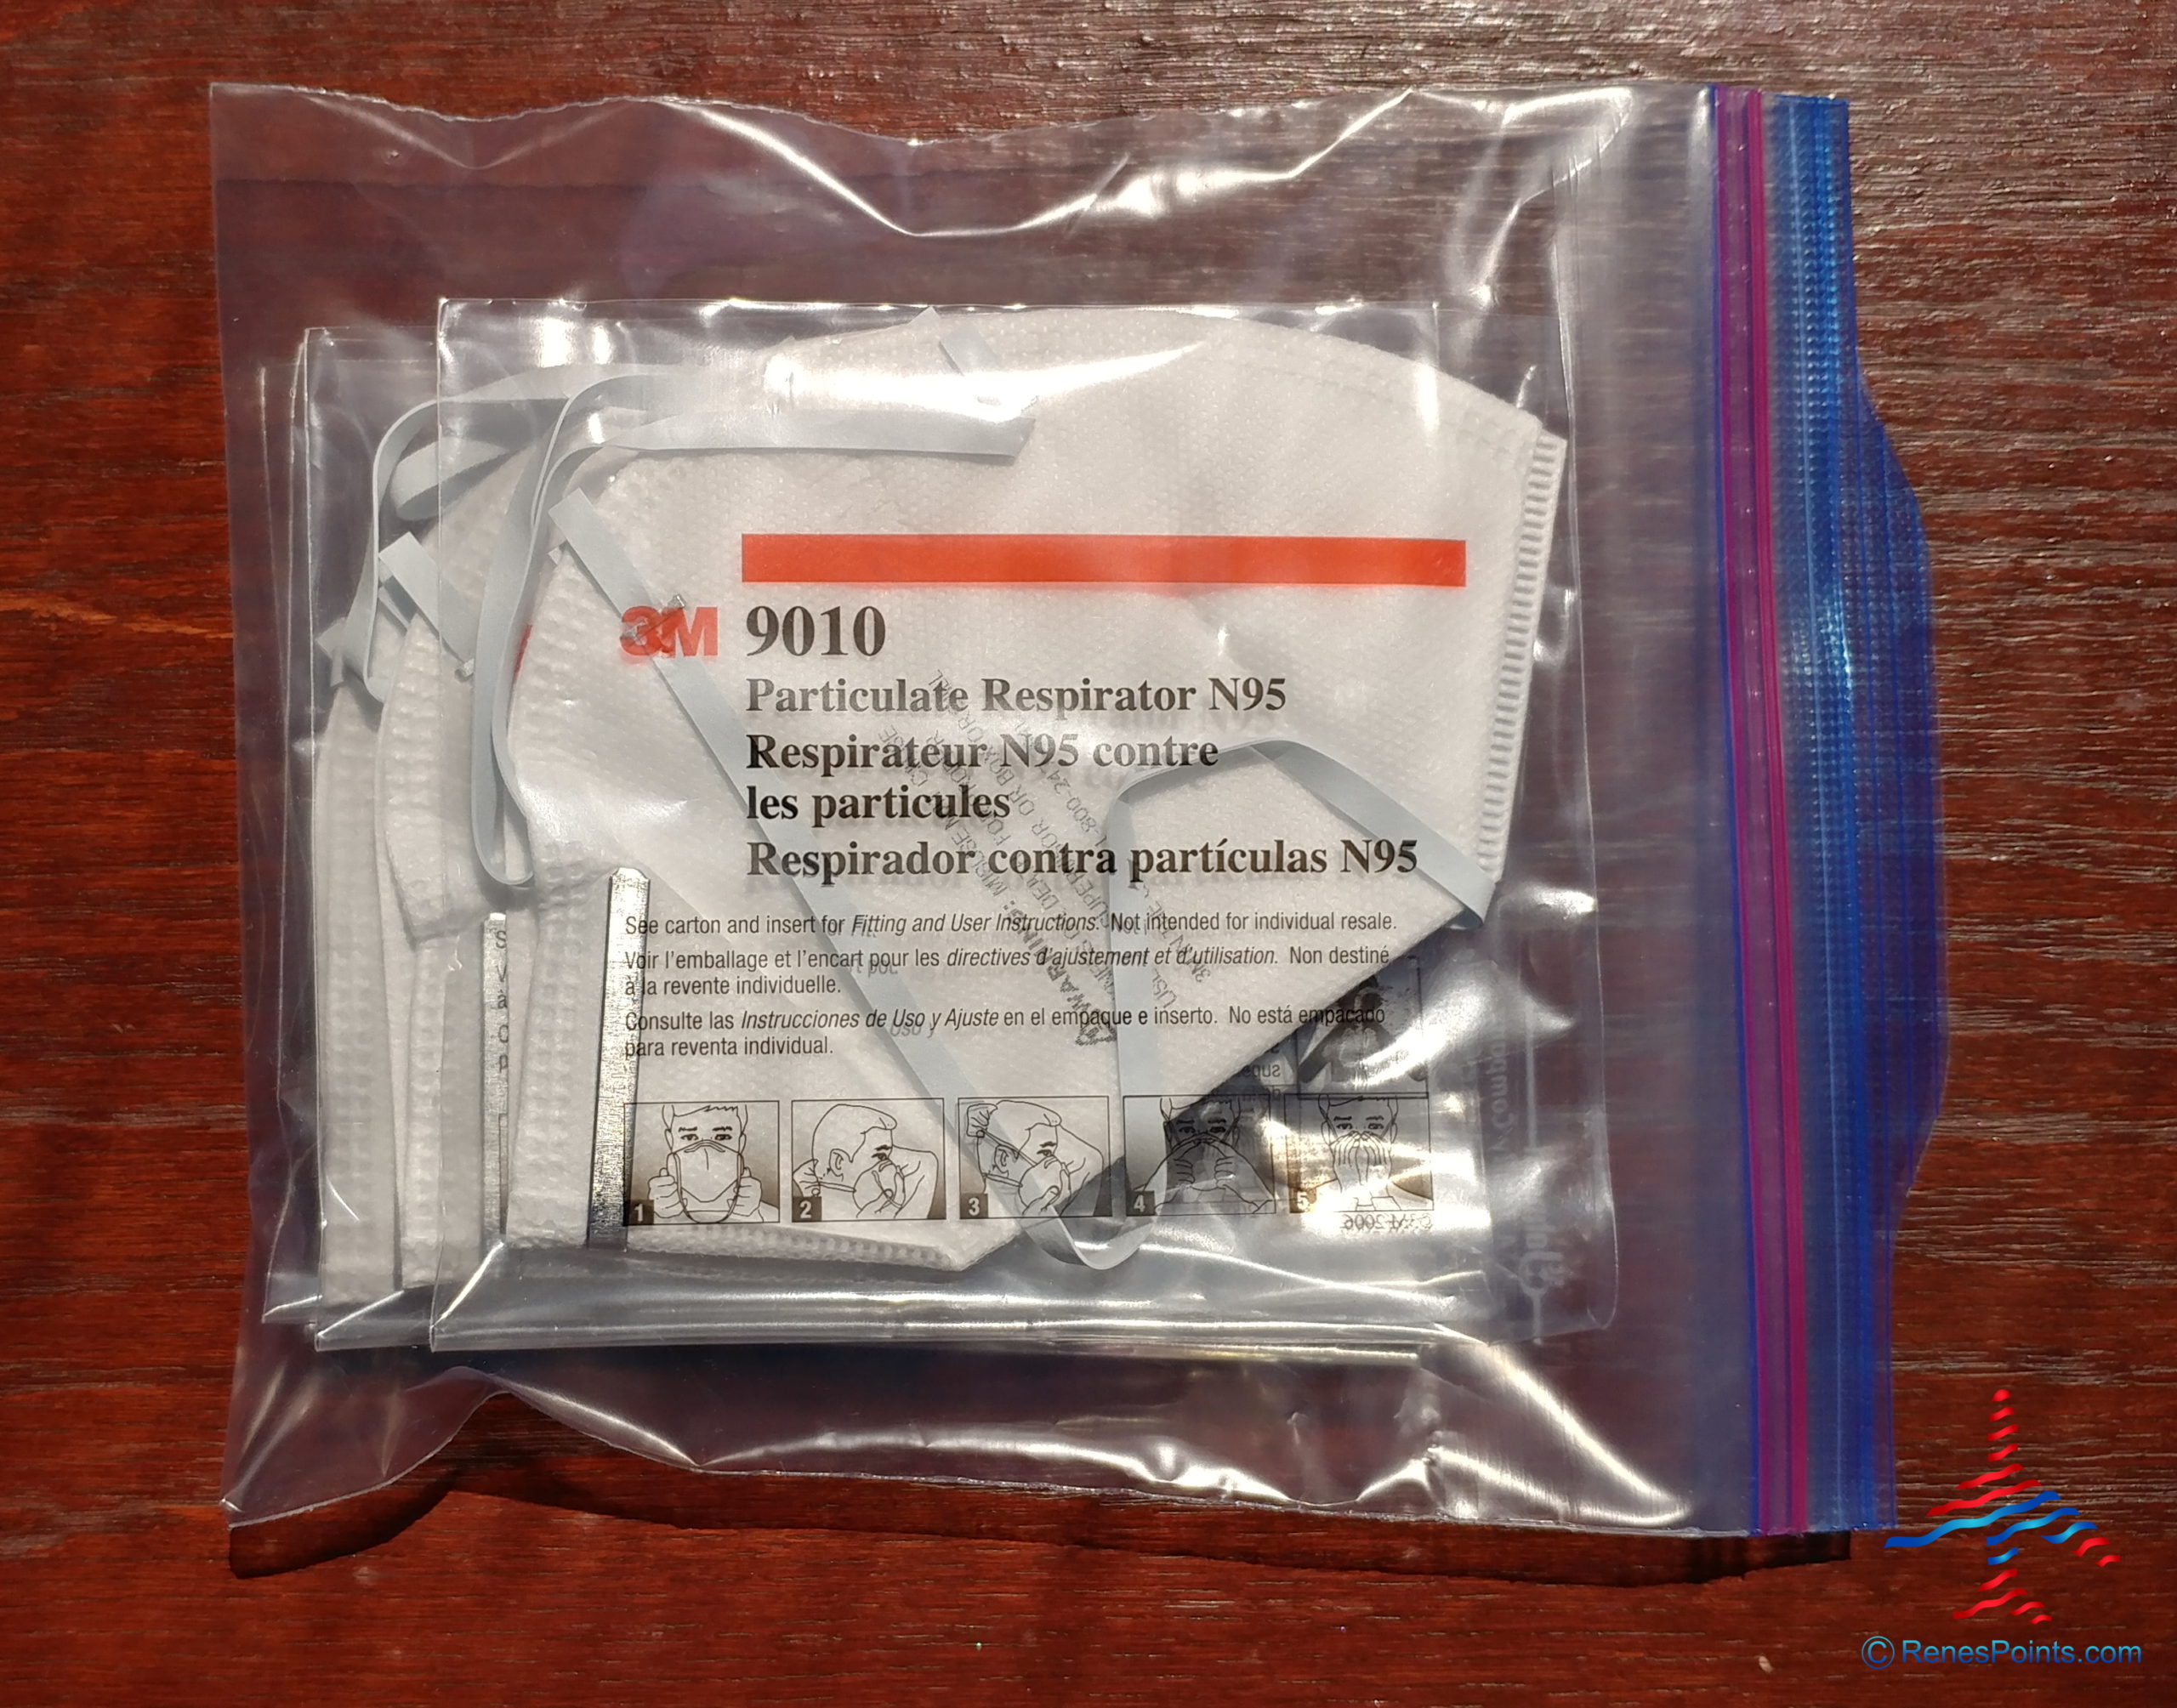 3M 9010
Particulate Respirator N95
Respirateur N95 contre
les particules
Respirador contra partículas N95
See carton and insert for Fitting and User Instructions. Not intended for individual resale.
Voir l'emballage et l'encart pour les directives d'ajustement et d'utilisation. Non destiné
à la revente individuelle.
Consulte las Instrucciones de Uso y Ajuste en el empaque e inserto. No está empacado
para reventa individual.
1 2 3 4 5
© RenesPoints.com